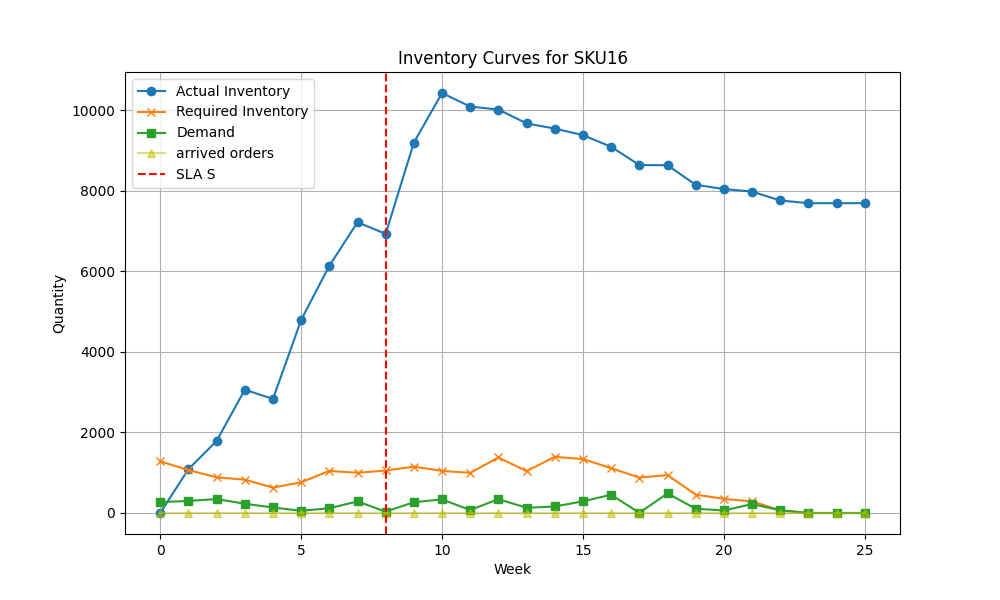 Inventory Curves for SKU16
Actual Inventory
Required Inventory
Demand
arrived orders
SLA S
10000
8000
6000
4000
2000
0
Quantity
0 5 10 15 20 25
Week